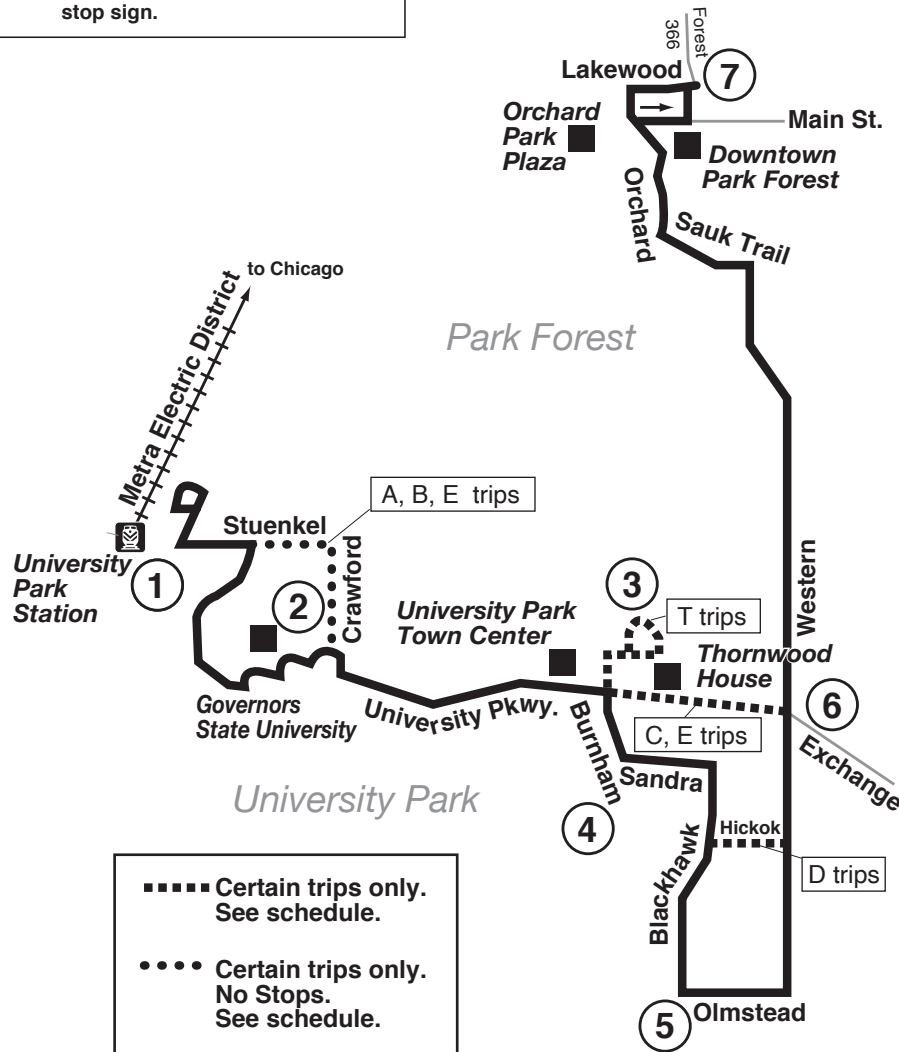 stop sign.
Forest
366
Lakewood
7
Orchard
Park
Plaza
Main St.
Downtown
Park Forest
Orchard
Sauk Trail
to Chicago
Metra Electric District
Park Forest
A, B, E trips
Stuenkel
University
Park
Station
1
2
Crawford
3
University Park
Town Center
T trips
Western
Thornwood
House
Governors
State University
University Pkwy.
Burnham
6
C, E trips
Exchange
Sandra
University Park
4
Hickok
Blackhawk
D trips
Certain trips only.
See schedule.
Certain trips only.
No Stops.
See schedule.
5
Olmstead